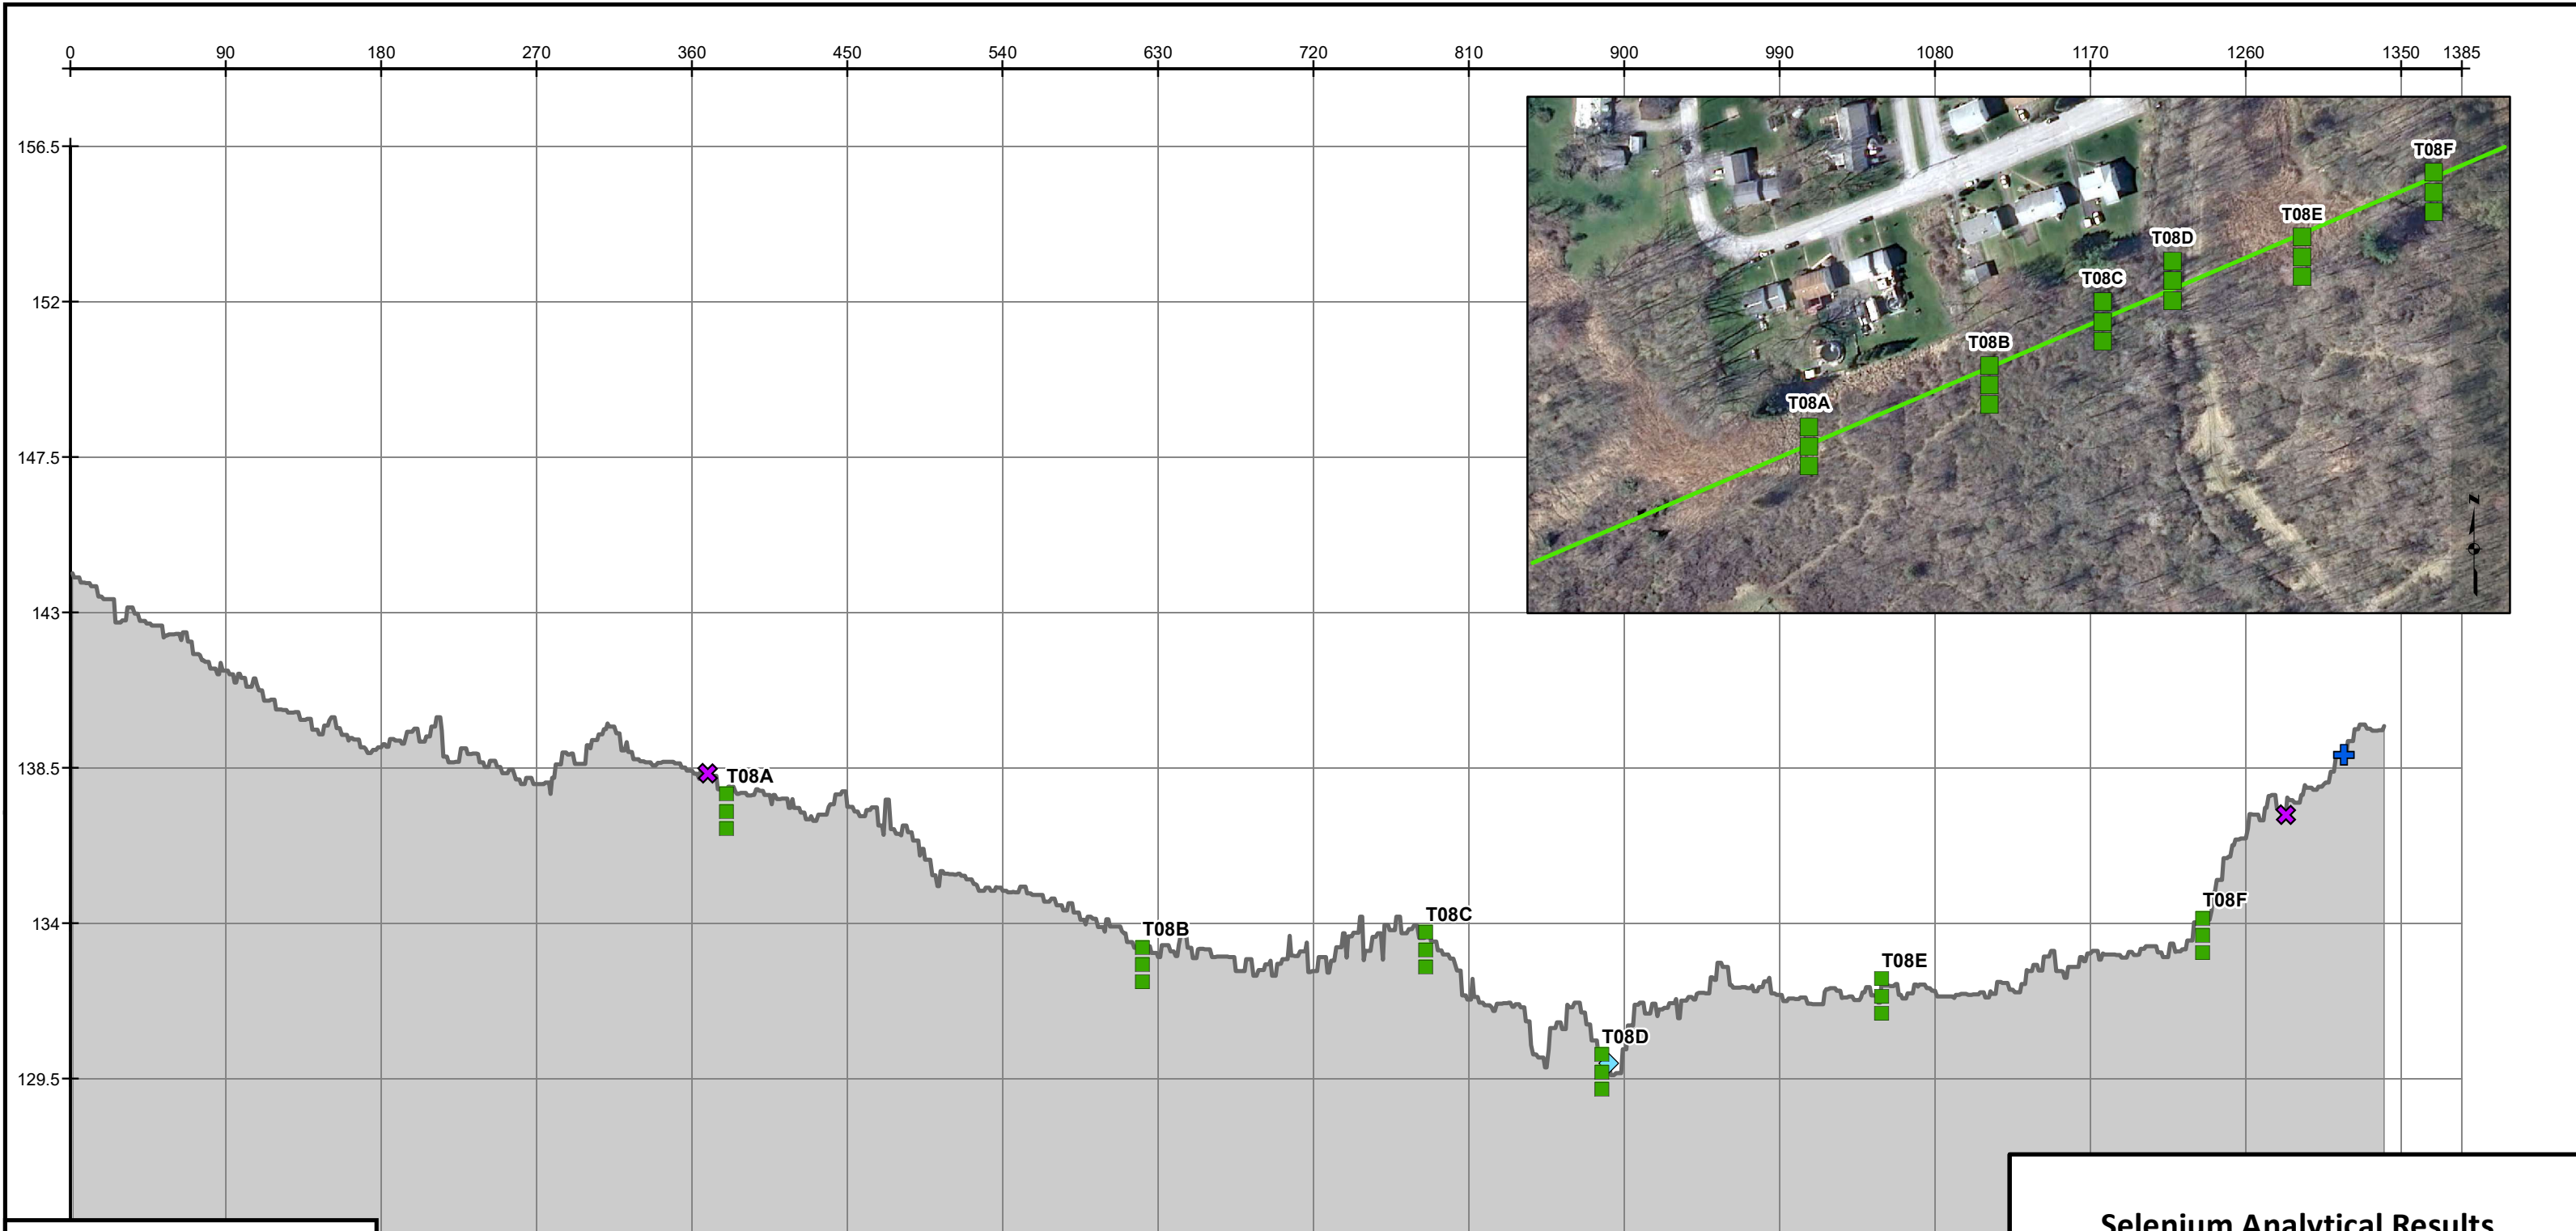 0 90 180 270 360 450 540 630 720 810 900 990 1080 1170 1260 1350 1385
156.5
T08F
T08E
T08D
T08C
152
T08B
T08A
147.5
N
143
138.5
T08A
T08F
134
T08C
T08B
T08E
T08D
129.5
Selenium Analytical Results